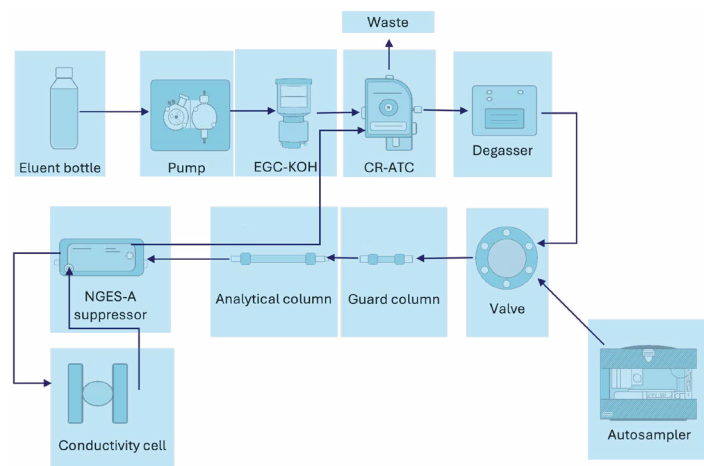 Waste
Eluent bottle
Pump
EGC-KOH
CR-ATC
Degasser
NGES-A
suppressor
Analytical column
Guard column
Valve
Conductivity cell
Autosampler